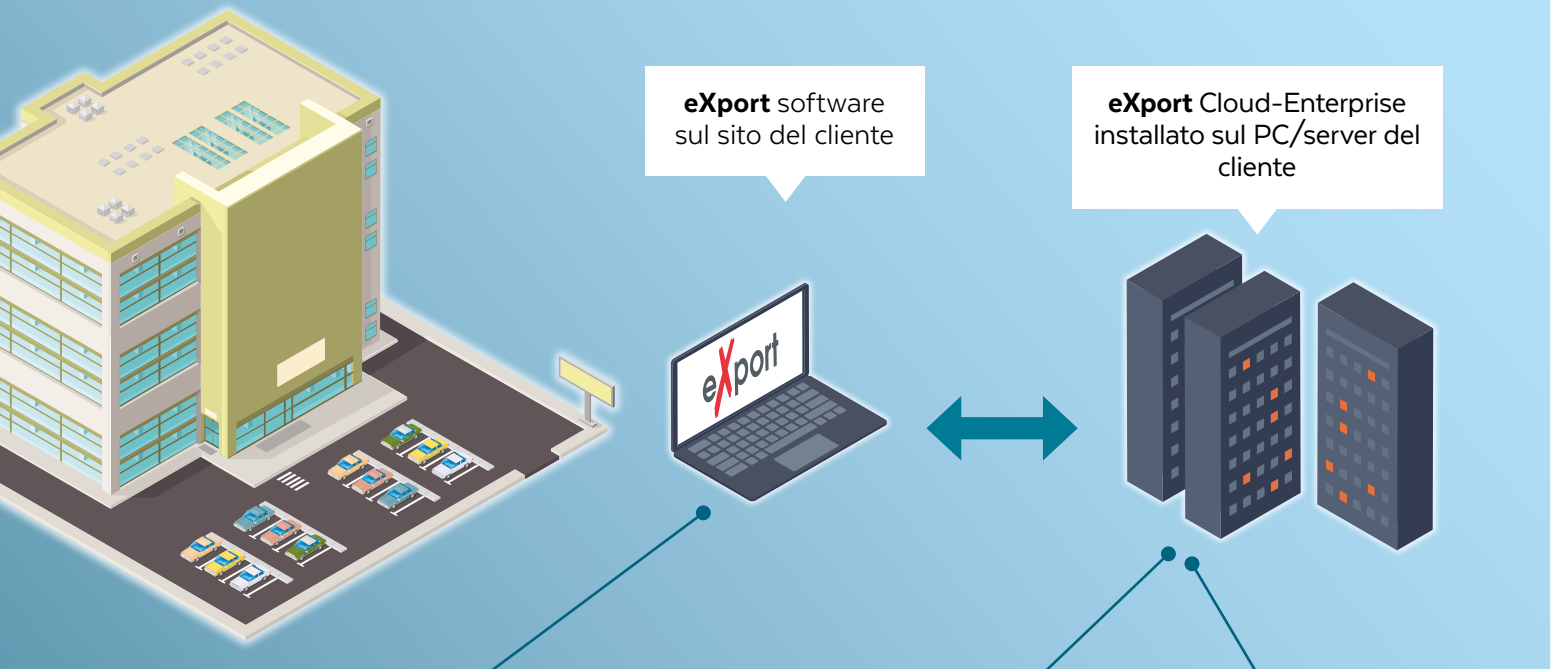 eXport software
sul sito del cliente
eXport Cloud-Enterprise
installato sul PC/server del
cliente
eXport